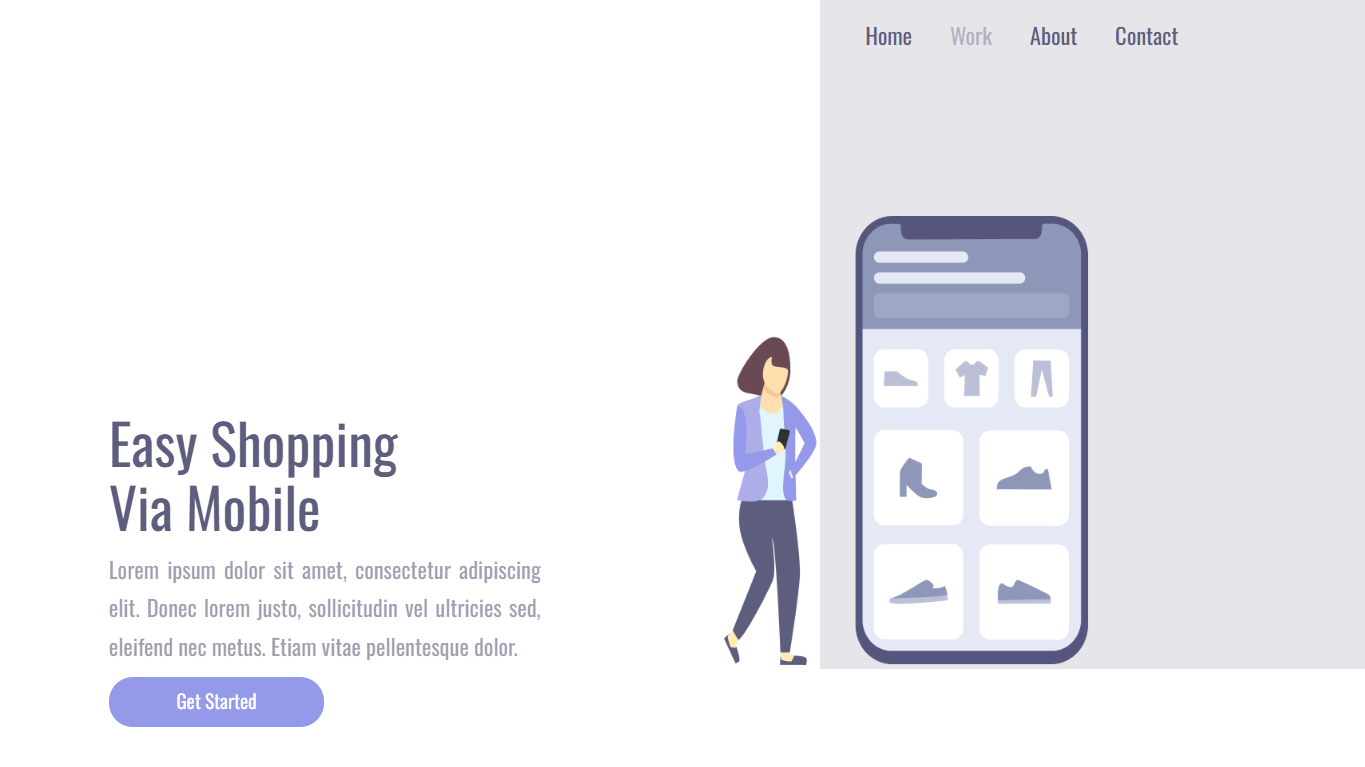 Home Work About Contact
Easy Shopping
Via Mobile
Lorem ipsum dolor sit amet, consectetur adipiscing
elit. Donec lorem justo, sollicitudin vel ultricies sed,
eleifend nec metus. Etiam vitae pellentesque dolor.
Get Started